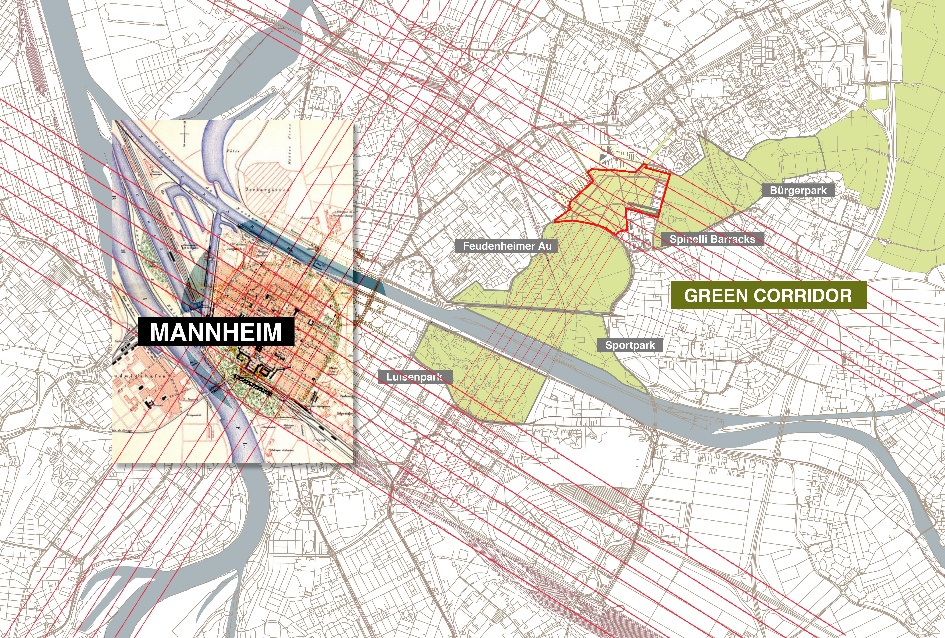 Bürgerpark
Spinelli Barracks
Feudenheimer Au
GREEN CORRIDOR
MANNHEIM
Sportpark
Luisenpark